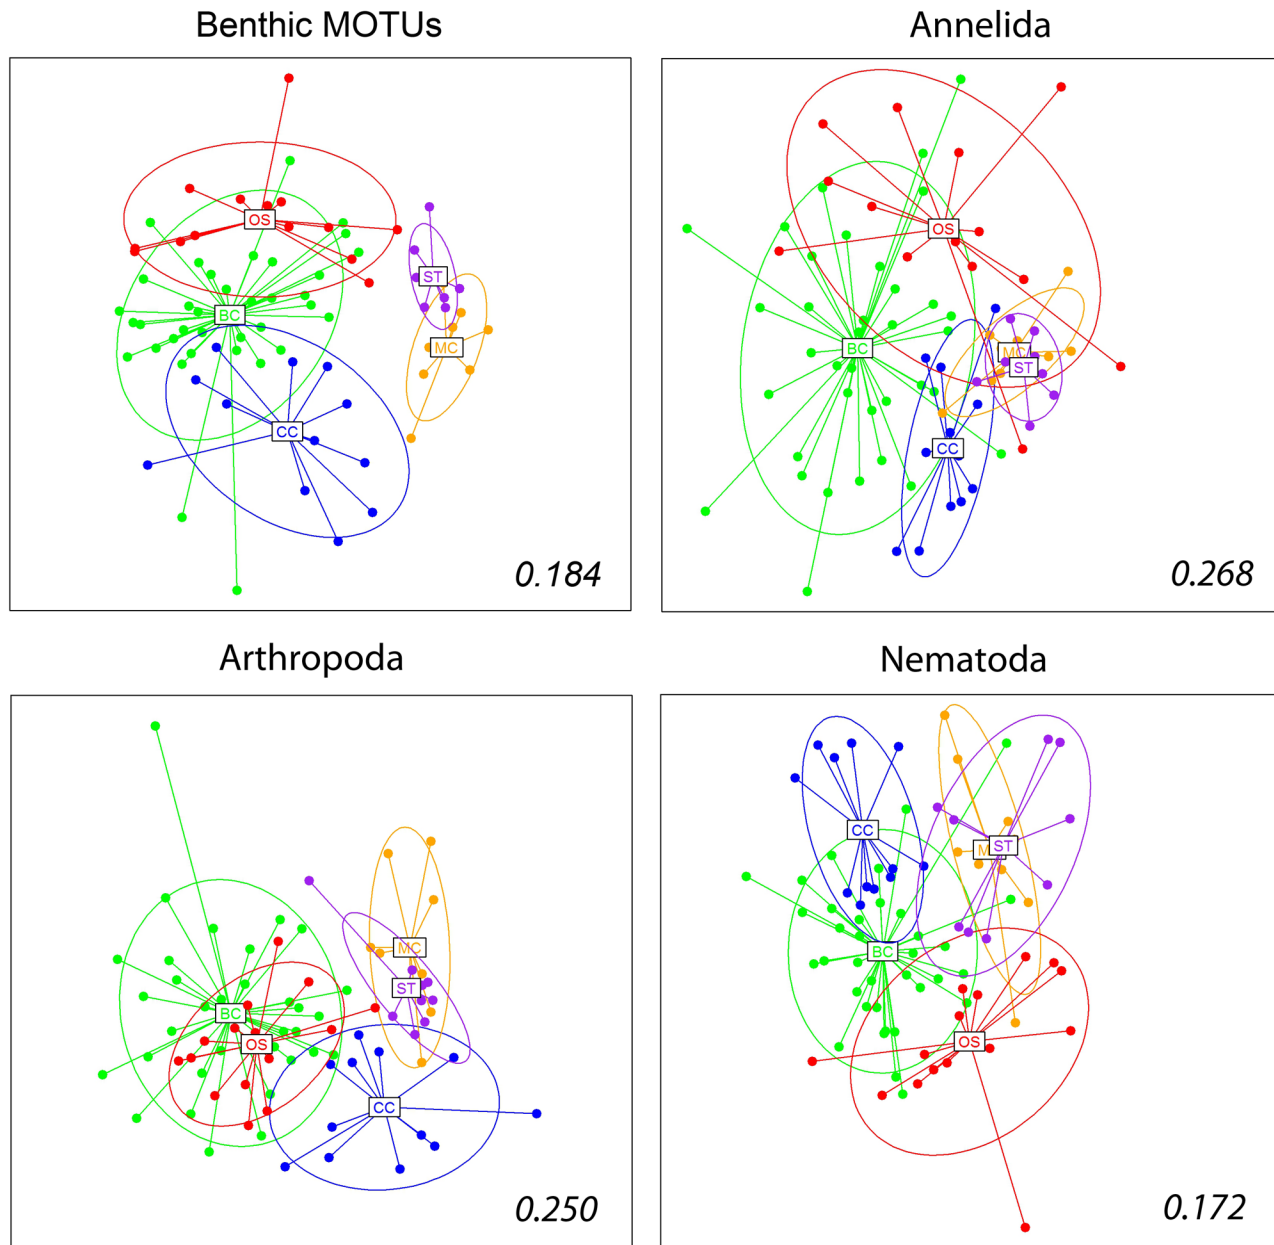 Benthic MOTUs
Annelida
OS
BC
ST
MC
CC
0.184
OS
BC
MC
ST
CC
0.268
Arthropoda
Nematoda
MC
ST
BC
OS
CC
0.250
CC
ST
BC
OS
0.172